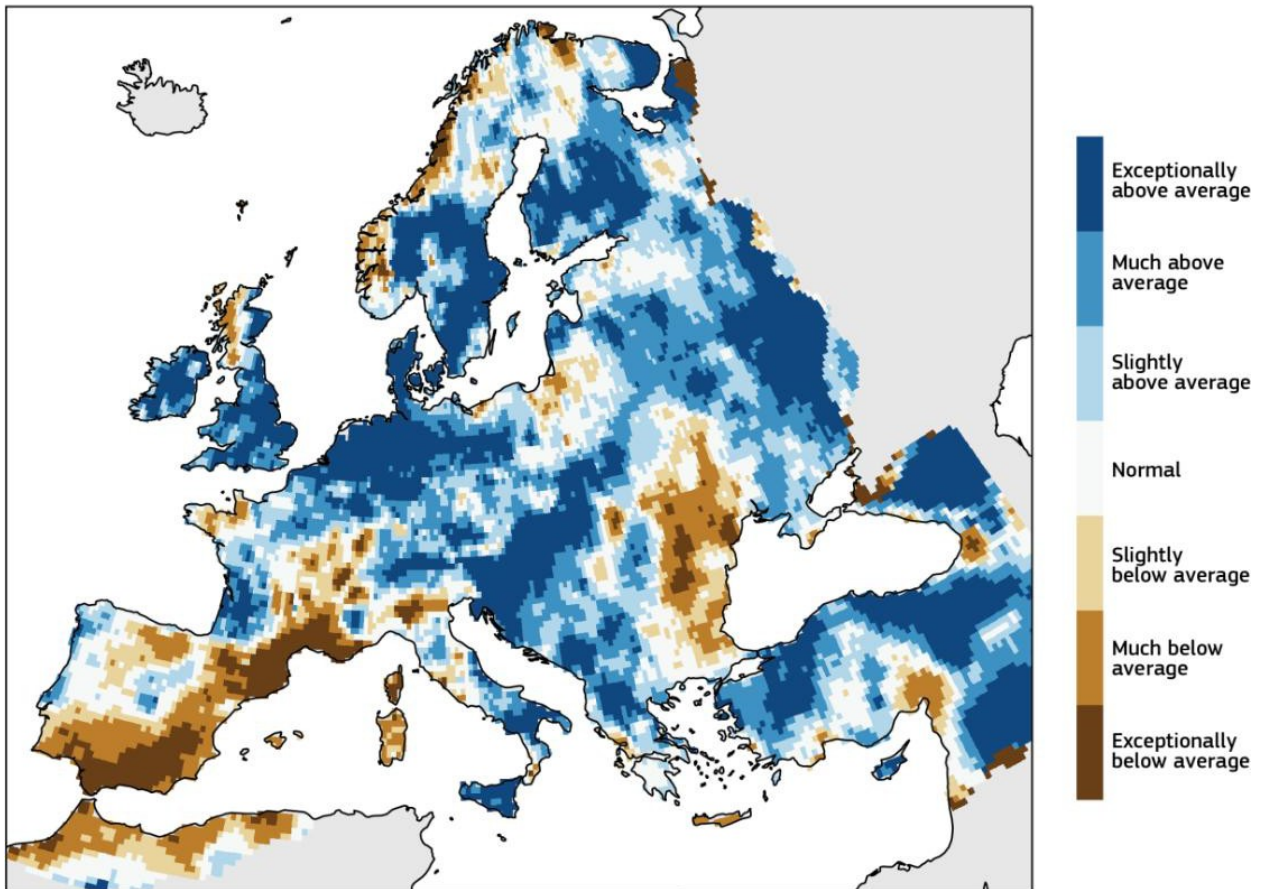 Exceptionally
above average
Much above
average
Slightly
above average
Normal
Slightly
below average
Much below
average
Exceptionally
below average